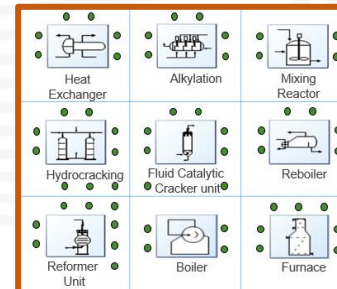 Heat
Exchanger
Alkylation
Mixing
Reactor
Hydrocracking
Fluid Catalytic
Cracker unit
Reboiler
Reformer
Unit
Boiler
Furnace